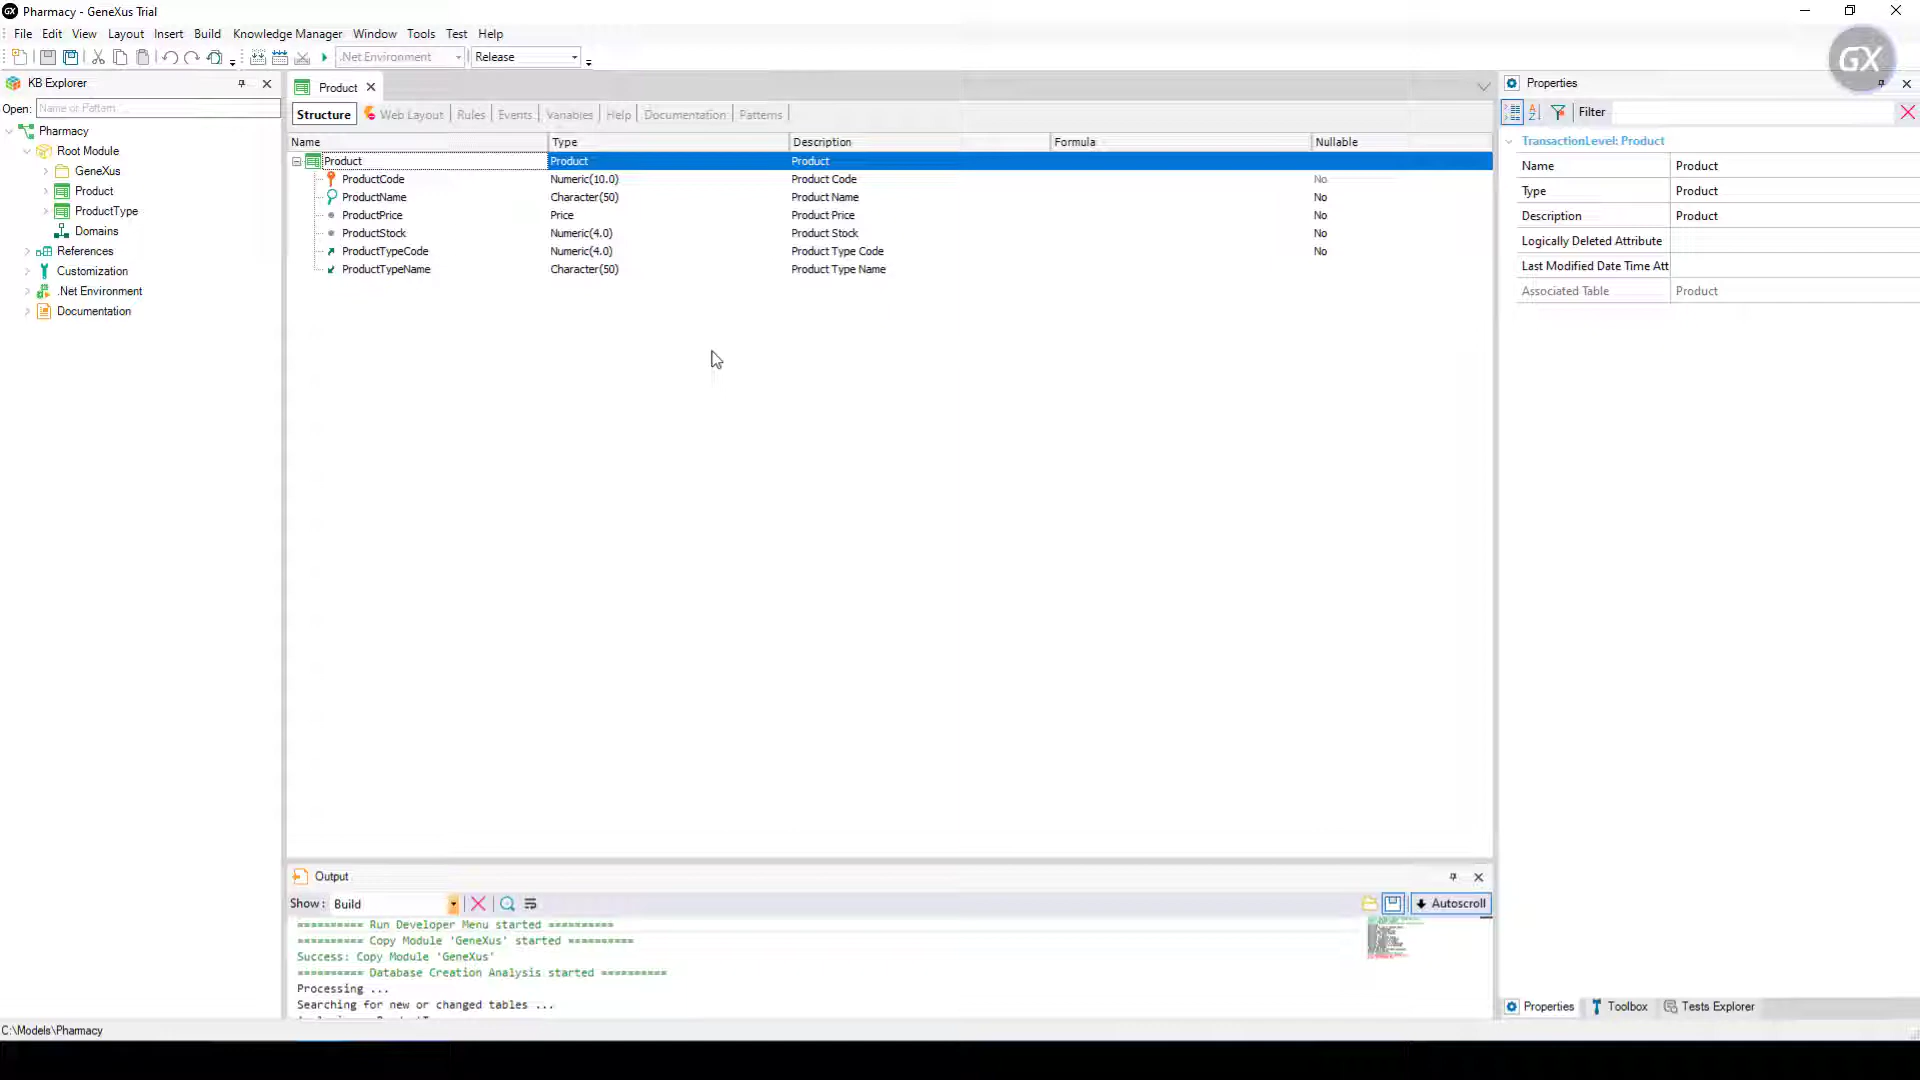 Pharmacy - GeneXus Trial
GX
File Edit View Layout Insert Build Knowledge Manager Window Tools Test Help
.Net Environment Release
KB Explorer
Open: Name or Pattern ...
Pharmacy
Root Module
GeneXus
Product
ProductType
Domains
References
Customization
.Net Environment
Documentation
Product
Structure Web Layout Rules Events Variables Help Documentation Patterns
Name Type Description Formula Nullable
Product Product Product
ProductCode Numeric(10.0) Product Code No
ProductName Character(50) Product Name No
ProductPrice Price Product Price No
ProductStock Numeric(4.0) Product Stock No
ProductTypeCode Numeric(4.0) Product Type Code No
ProductTypeName Character(50) Product Type Name
Output
Show: Build Autoscroll
========== Run Developer Menu started ==========
========== Copy Module 'GeneXus' started ==========
Success: Copy Module 'GeneXus'
========== Database Creation Analysis started ==========
Processing ...
Searching for new or changed tables ...
Properties
Filter
TransactionLevel: Product
Name Product
Type Product
Description Product
Logically Deleted Attribute
Last Modified Date Time Att
Associated Table Product
Properties Toolbox Tests Explorer
C:\Models\Pharmacy